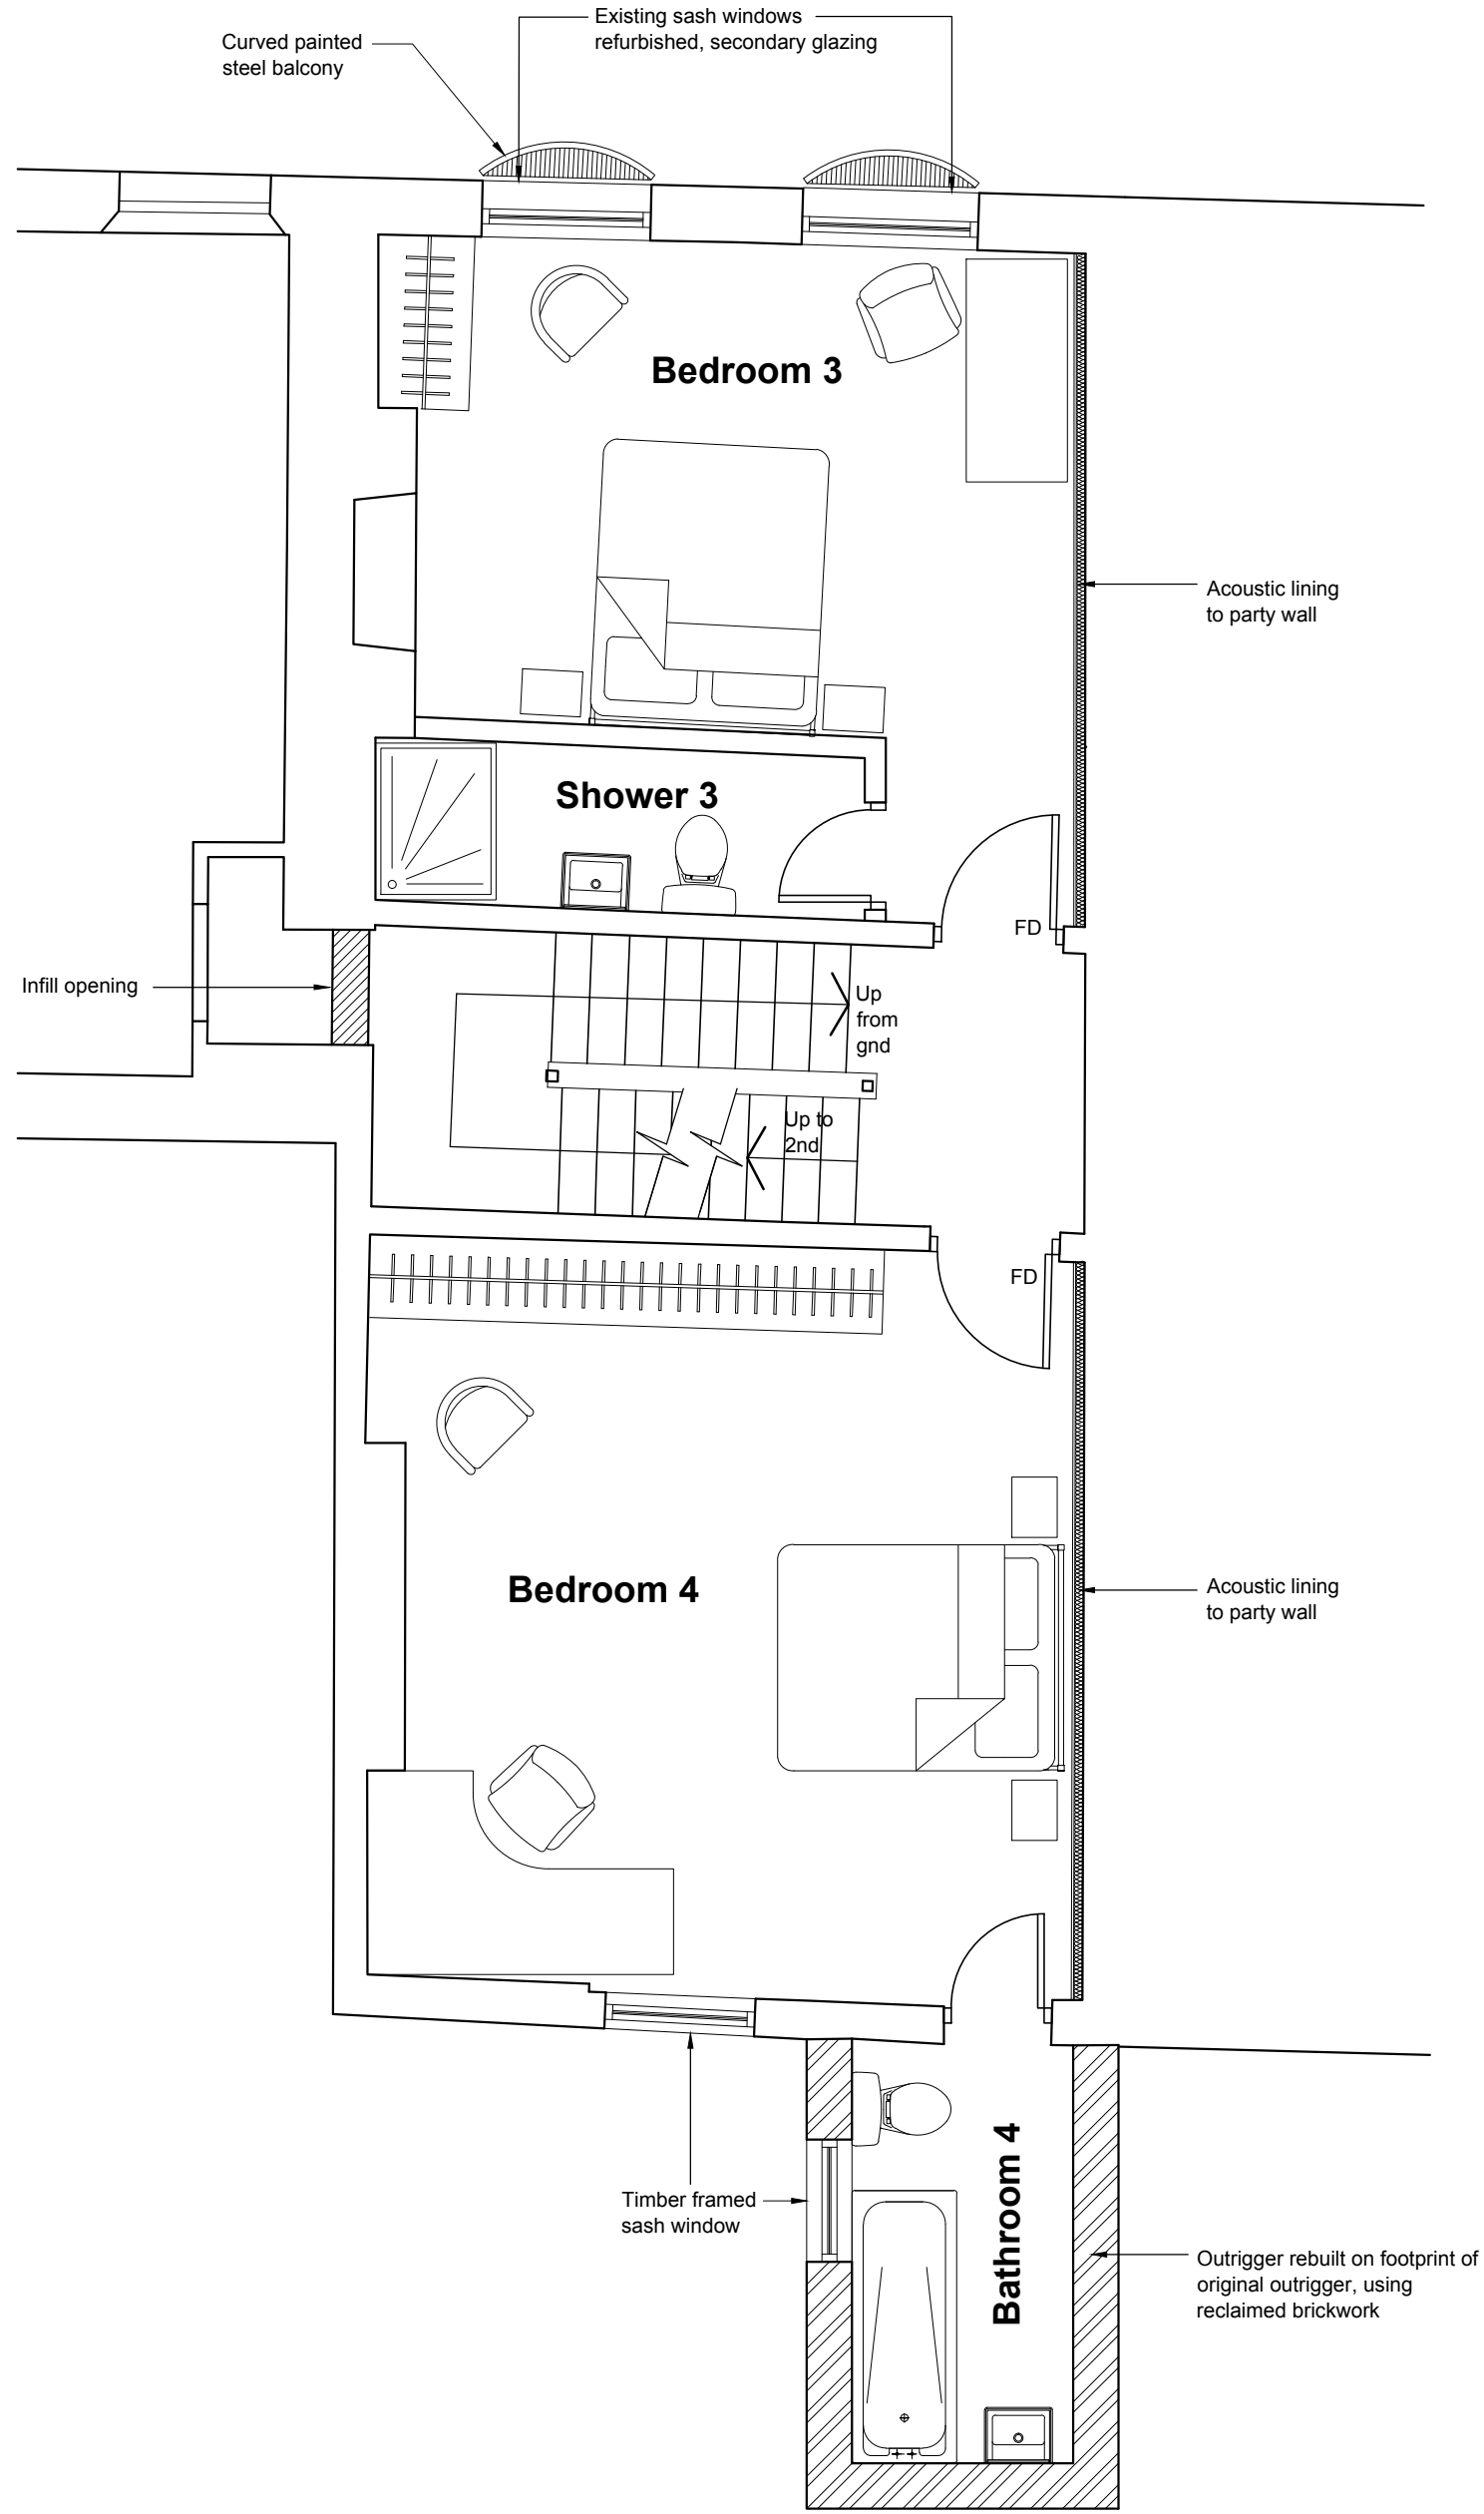 Existing sash windows
refurbished, secondary glazing
Curved painted
steel balcony
Bedroom 3
Acoustic lining
to party wall
Shower 3
FD
Infill opening
Up
from
gnd
Up to
2nd
FD
Bedroom 4
Acoustic lining
to party wall
Timber framed
sash window
Bathroom 4
Outrigger rebuilt on footprint of
original outrigger, using
reclaimed brickwork